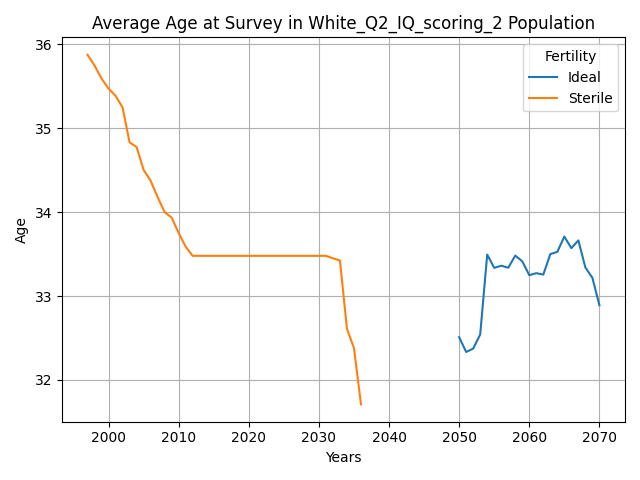 Average Age at Survey in White_Q2_IQ_scoring_2 Population
Fertility
Ideal
Sterile
36
35
34
33
32
Age
2000 2010 2020 2030 2040 2050 2060 2070
Years